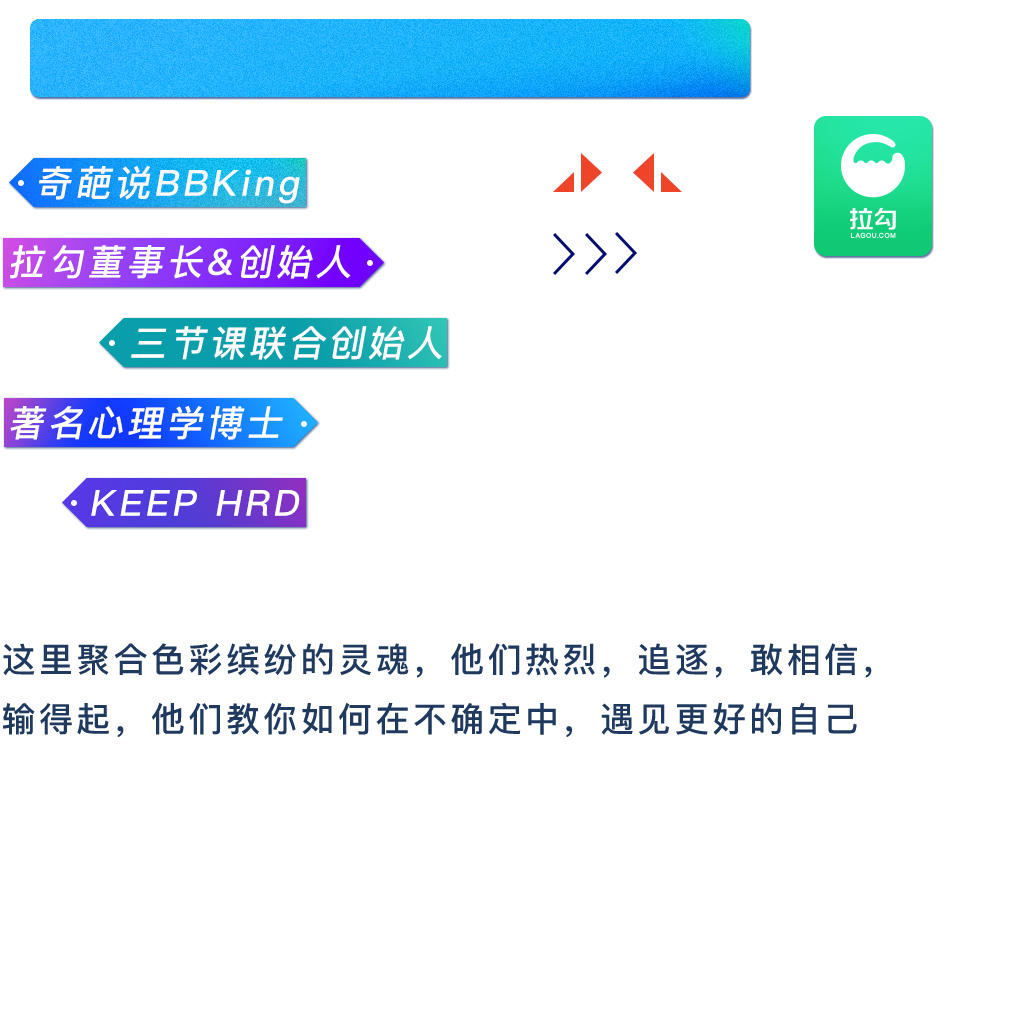 奇葩说BBKing
拉勾
LAGOU.COM
拉勾董事长&创始人
三节课联合创始人
著名心理学博士
KEEP HRD
这里聚合色彩缤纷的灵魂，他们热烈，追逐，敢相信，
输得起，他们教你如何在不确定中，遇见更好的自己